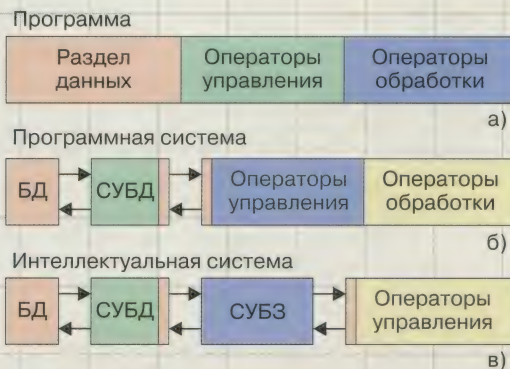 Программа
Раздел данных
Операторы управления
Операторы обработки
а)
Программная система
БД
СУБД
Операторы управления
Операторы обработки
б)
Интеллектуальная система
БД
СУБД
СУБЗ
Операторы управления
в)